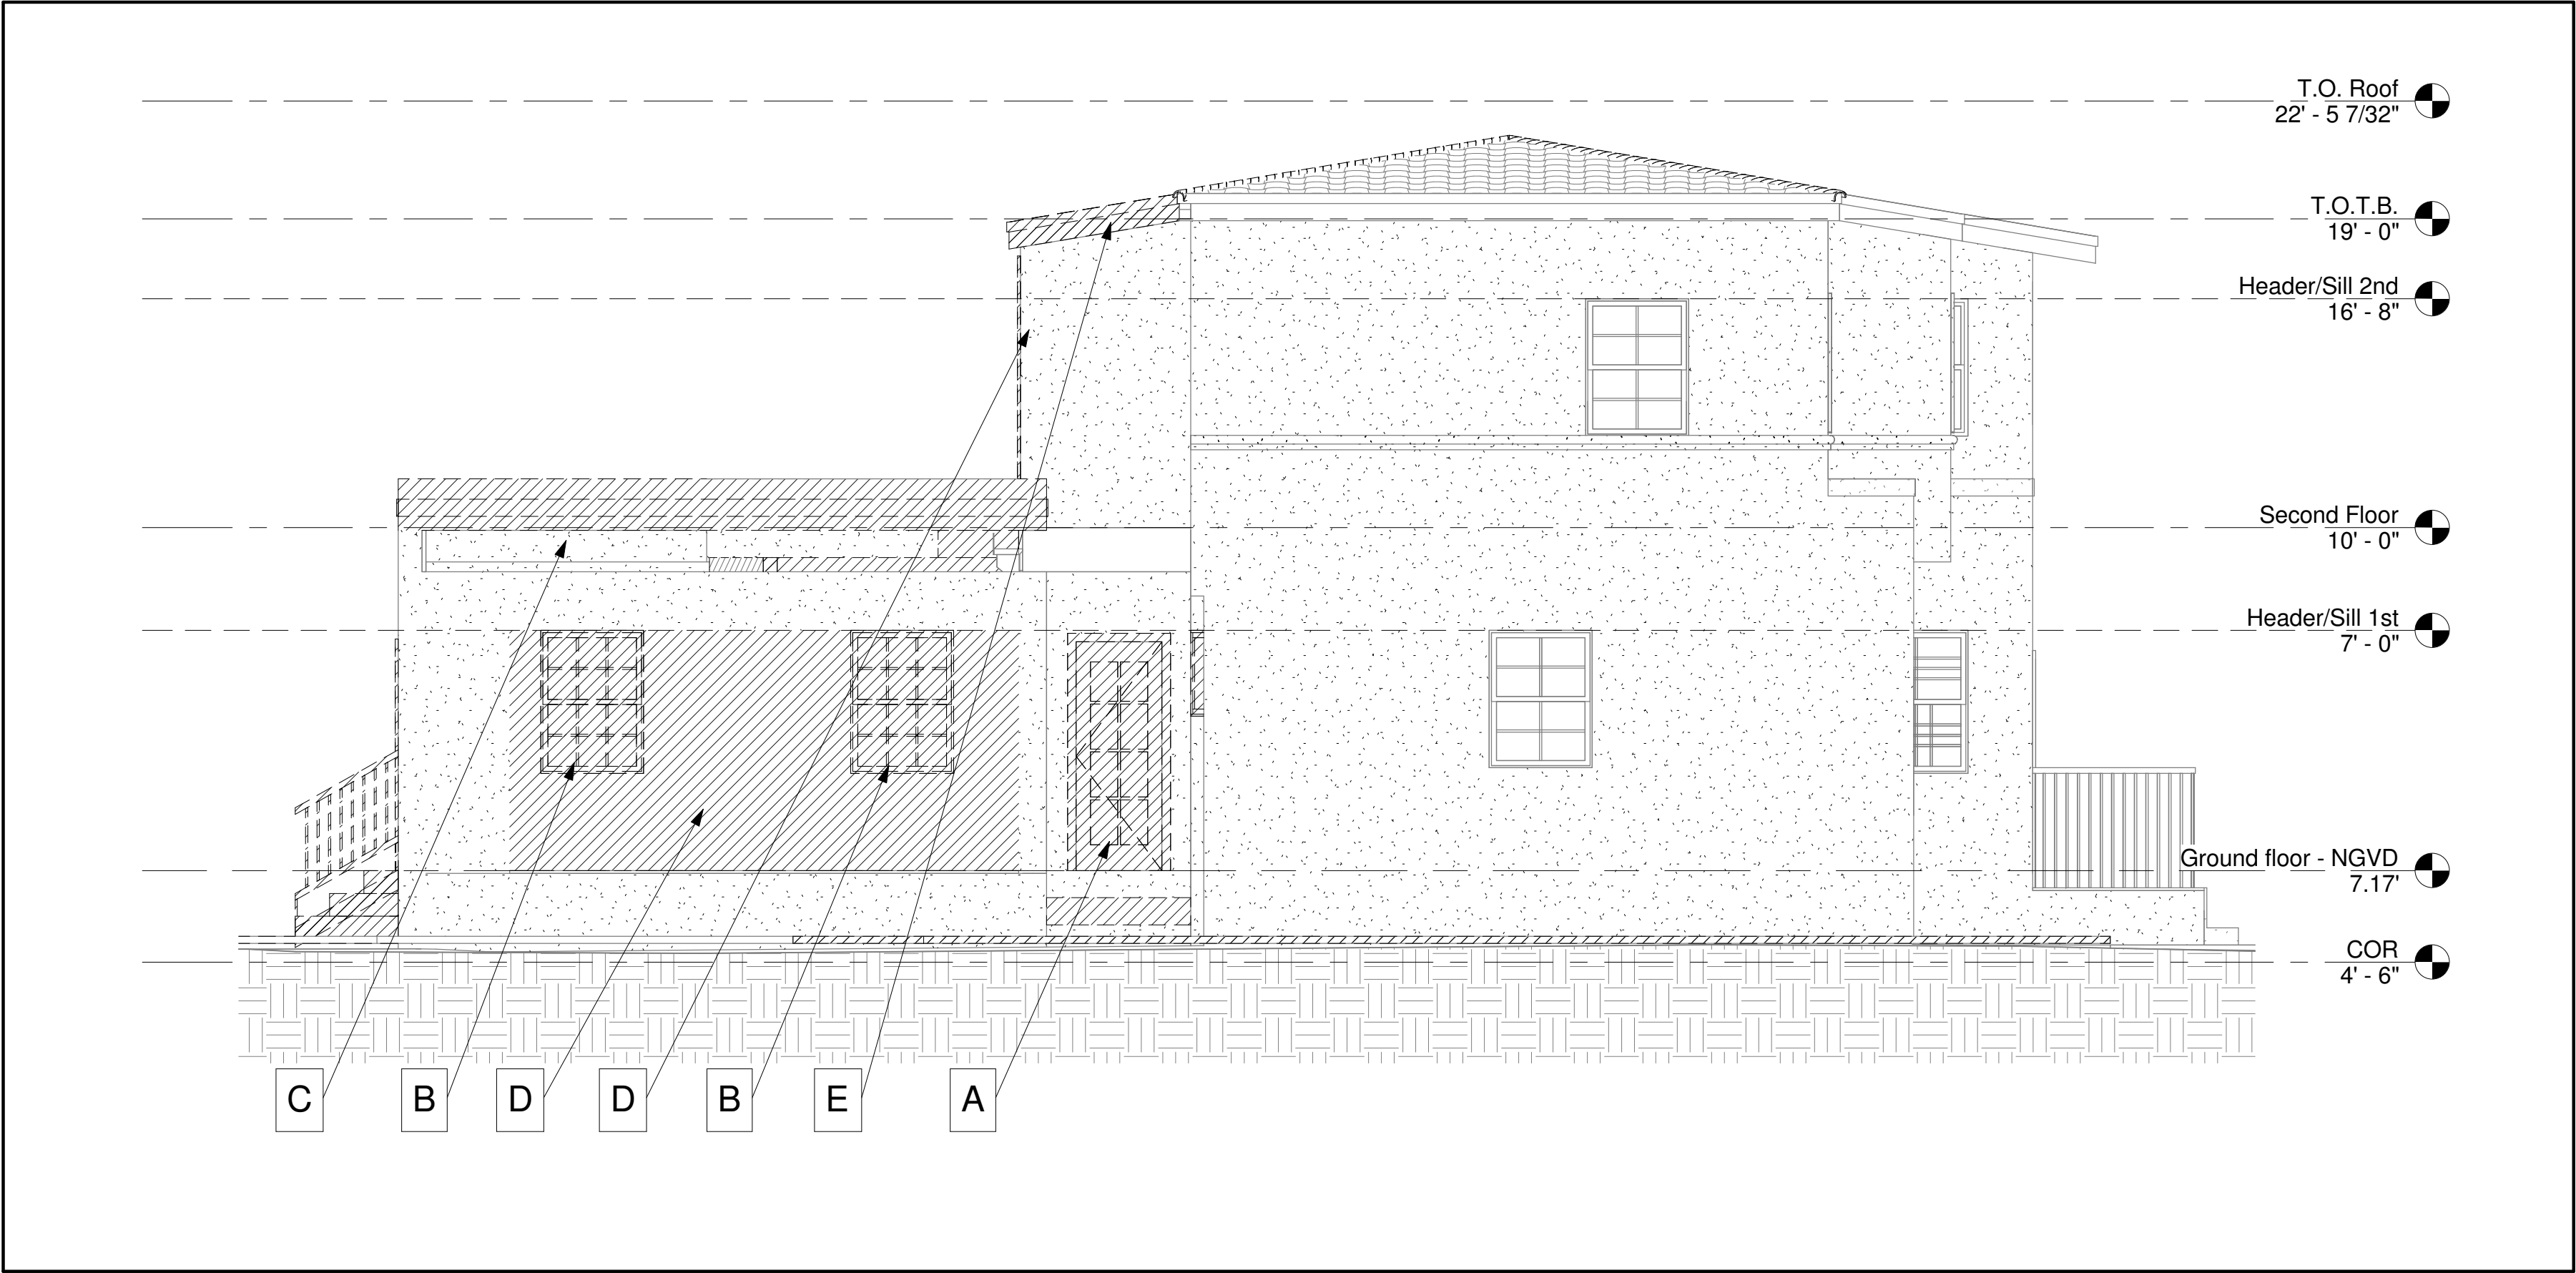 T.O. Roof
22' - 5 7/32"
T.O.T.B.
19' - 0"
Header/Sill 2nd
16' - 8"
Second Floor
10' - 0"
Header/Sill 1st
7' - 0"
Ground floor - NGVD
7.17'
COR
4' - 6"
C B D D B E A